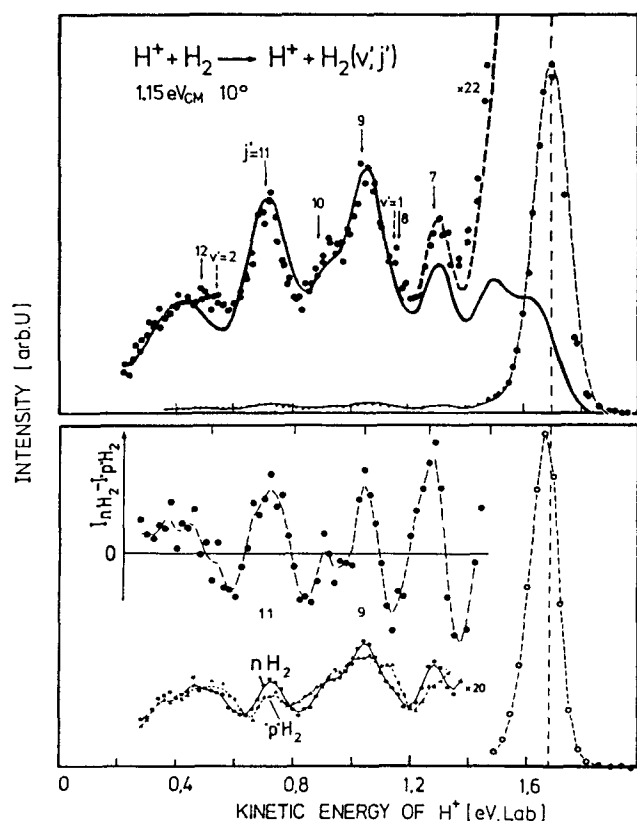 H⁺ + H₂ → H⁺ + H₂(v',j')
1.15 eV_CM 10°
×22
9
j'=11
10
v'=1
8
7
12 v'=2
INTENSITY [arb.U]
I_nH₂-I_pH₂
0
11 9
nH₂
"p"H₂
×20
0 0,4 0,8 1,2 1,6
KINETIC ENERGY OF H⁺ [eV,Lab]